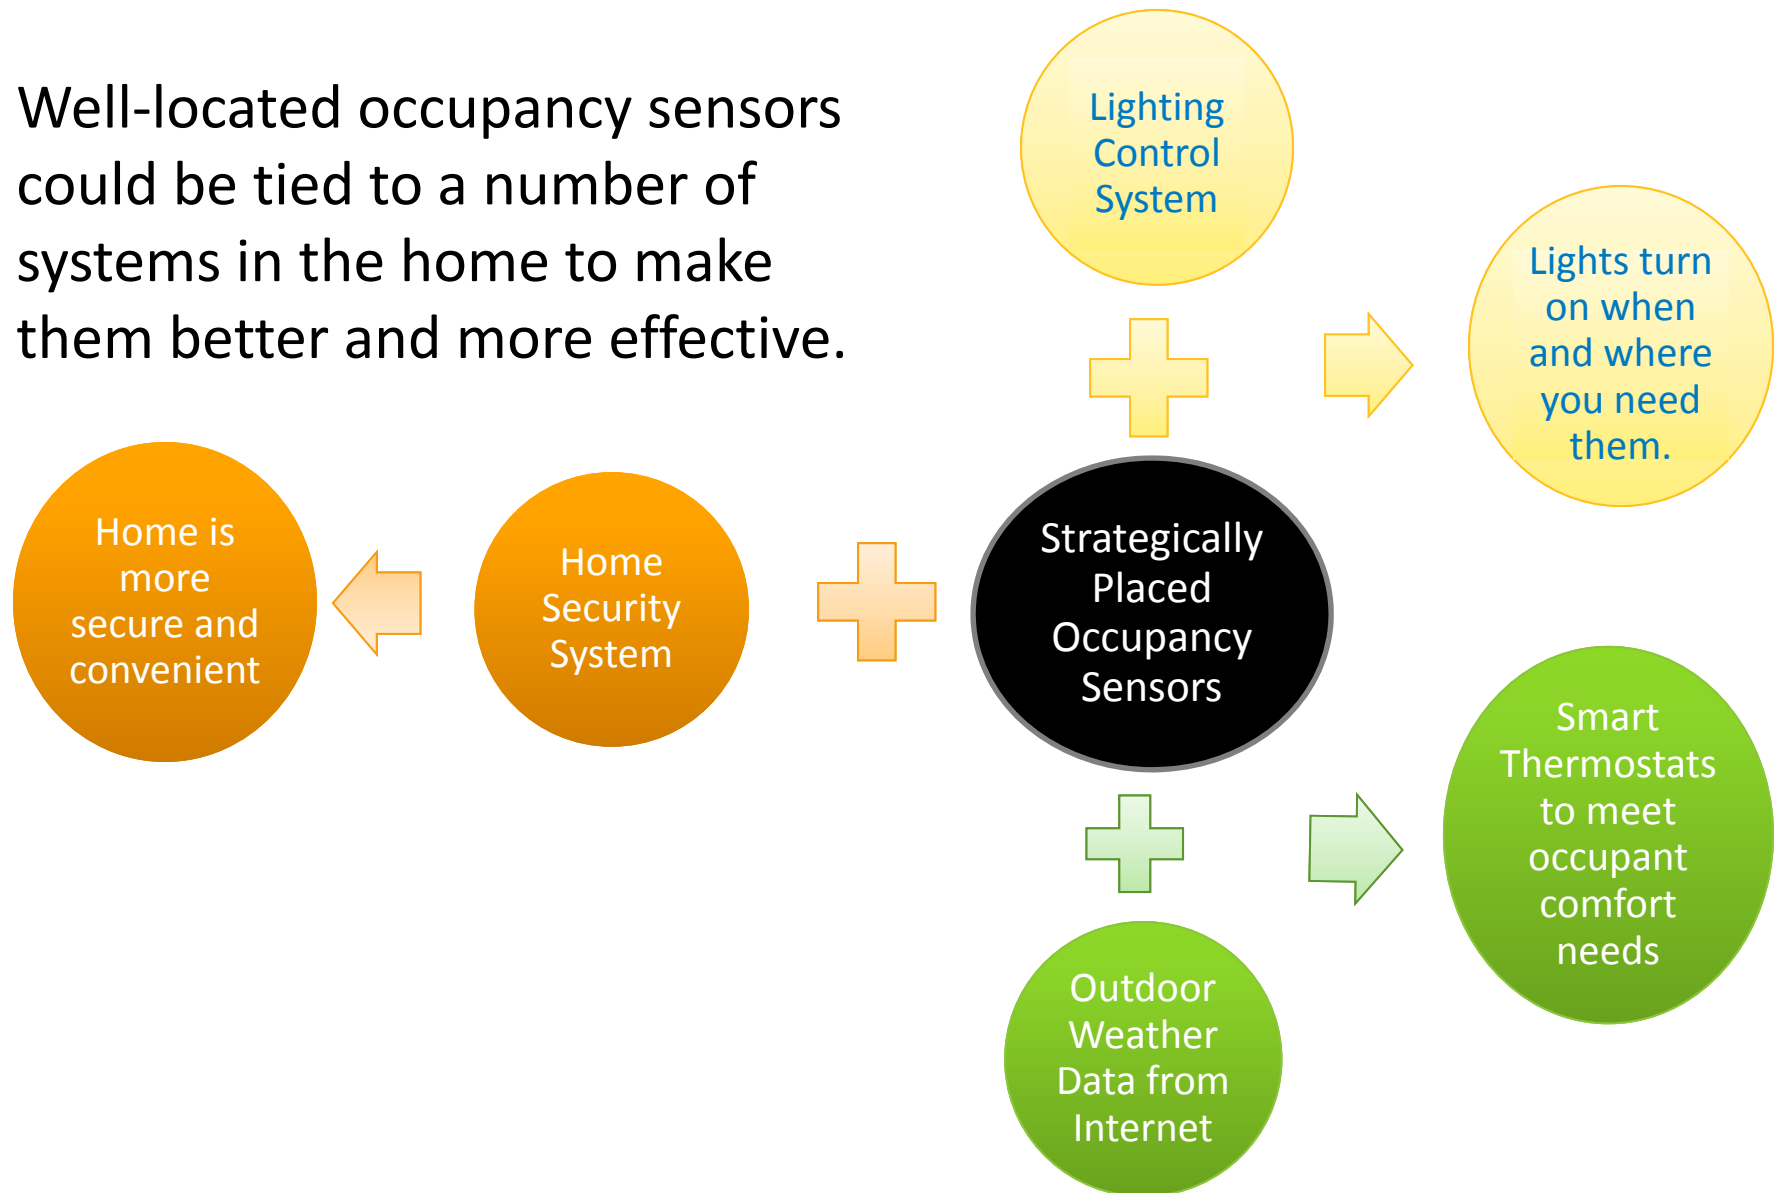 Well-located occupancy sensors
could be tied to a number of
systems in the home to make
them better and more effective.
Lighting
Control
System
Lights turn
on when
and where
you need
them.
Home is
more
secure and
convenient
Home
Security
System
Strategically
Placed
Occupancy
Sensors
Smart
Thermostats
to meet
occupant
comfort
needs
Outdoor
Weather
Data from
Internet